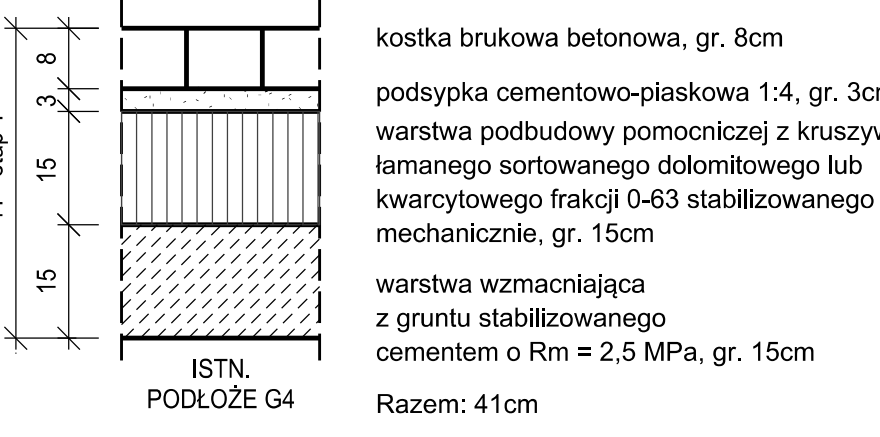 kostka brukowa betonowa, gr. 8cm
8
podsypka cementowo-piaskowa 1:4, gr. 3cm
3
warstwa podbudowy pomocniczej z
łamanego sortowanego dolomitowego lub
15
kwarcytowego frakcji 0-63 stabilizowanego
mechanicznie, gr. 15cm
warstwa wzmacniająca
15
z gruntu stabilizowanego
cementem o Rm = 2,5 MPa, gr. 15cm
ISTN.
PODŁOŻE G4
Razem: 41cm